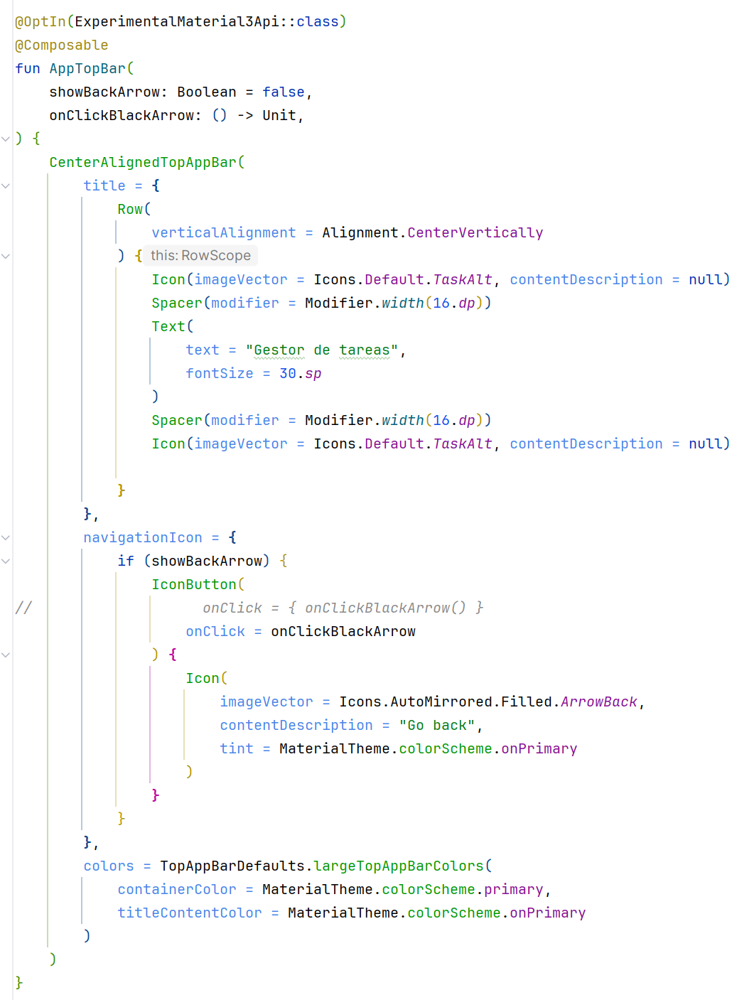 @OptIn(ExperimentalMaterial3Api::class)
@Composable
fun AppTopBar(
    showBackArrow: Boolean = false,
    onClickBlackArrow: () -> Unit,
) {
    CenterAlignedTopAppBar(
        title = {
            Row(
                verticalAlignment = Alignment.CenterVertically
            ) { this: RowScope
                Icon(imageVector = Icons.Default.TaskAlt, contentDescription = null)
                Spacer(modifier = Modifier.width(16.dp))
                Text(
                    text = "Gestor de tareas",
                    fontSize = 30.sp
                )
                Spacer(modifier = Modifier.width(16.dp))
                Icon(imageVector = Icons.Default.TaskAlt, contentDescription = null)

            }
        },
        navigationIcon = {
            if (showBackArrow) {
                IconButton(
//                    onClick = { onClickBlackArrow() }
                    onClick = onClickBlackArrow
                ) {
                    Icon(
                        imageVector = Icons.AutoMirrored.Filled.ArrowBack,
                        contentDescription = "Go back",
                        tint = MaterialTheme.colorScheme.onPrimary
                    )
                }
            }
        },
        colors = TopAppBarDefaults.largeTopAppBarColors(
            containerColor = MaterialTheme.colorScheme.primary,
            titleContentColor = MaterialTheme.colorScheme.onPrimary
        )
    )
}